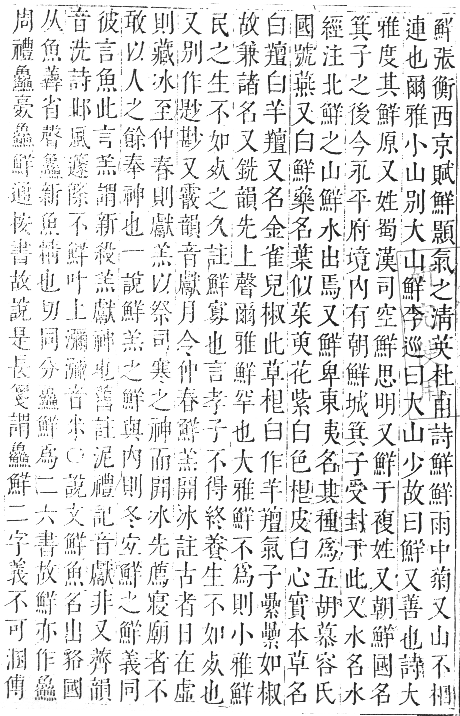 鮮張衡西京賦鮮顥氣之淸英杜甫詩鮮鮮雨中菊又山不相
連也爾雅小山別大山鮮李巡曰大山少故曰鮮又善也詩大
雅度其鮮原又姓蜀漢司空鮮思明又鮮于複姓又朝鮮國名
箕子之後今永平府境內有朝鮮城箕子受封于此又水名水
經注北鮮之山鮮水出焉又鮮卑東夷名其種爲五胡慕容氏
國號燕又白鮮藥名葉似茱萸花紫白色根皮白心實本草名
白羶白羊羶又名金雀兒椒此草根白作羊羶氣子纍纍如椒
故兼諸名又銑韻先上聲爾雅鮮罕也大雅鮮不爲則小雅鮮
民之生不如死之久註鮮寡也言孝子不得終養生不如死也
又別作尟尠又霰韻音獻月令仲春鮮羔開冰註古者日在虛
則藏冰至仲春則獻羔以祭司寒之神而開冰先薦寢廟者不
敢以人之餘奉神也一說鮮羔之鮮與內則冬宐鮮之鮮義同
彼言魚此言羔謂新殺羔獻神也舊註泥禮記音獻非又薺韻
音洗詩邶風蘧篨不鮮叶上瀰瀰音米○說文鮮魚名出貉國
从魚羴省聲鱻新魚精也切同分鱻鮮爲二六書故鮮亦作鱻
周禮鱻薧鱻鮮通按書故說是長箋謂鱻鮮二字義不可溷傳